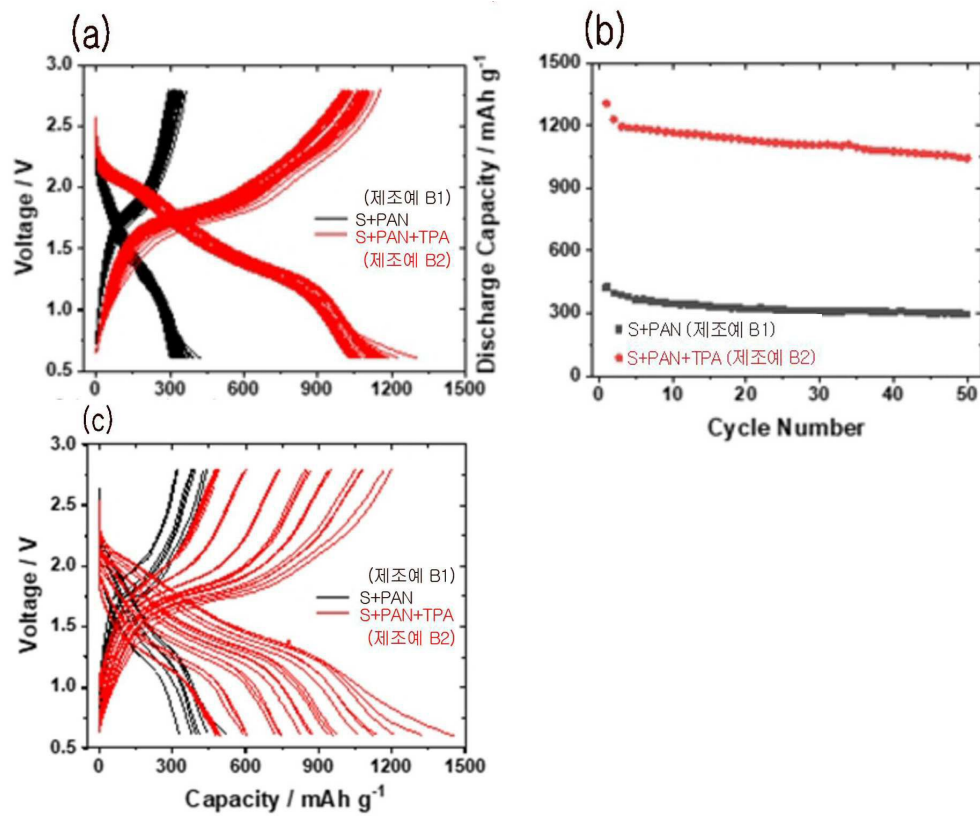 (a)
3.0
2.5
2.0
1.5
1.0
0.5
Voltage / V
(제조예 B1)
S+PAN
S+PAN+TPA
(제조예 B2)
0 300 600 900 1200 1500
(b)
Discharge Capacity / mAh g⁻¹
1500
1200
900
600
300
0
S+PAN (제조예 B1)
S+PAN+TPA (제조예 B2)
0 10 20 30 40 50
Cycle Number
(c)
3.0
2.5
2.0
1.5
1.0
0.5
Voltage / V
(제조예 B1)
S+PAN
S+PAN+TPA
(제조예 B2)
0 300 600 900 1200 1500
Capacity / mAh g⁻¹